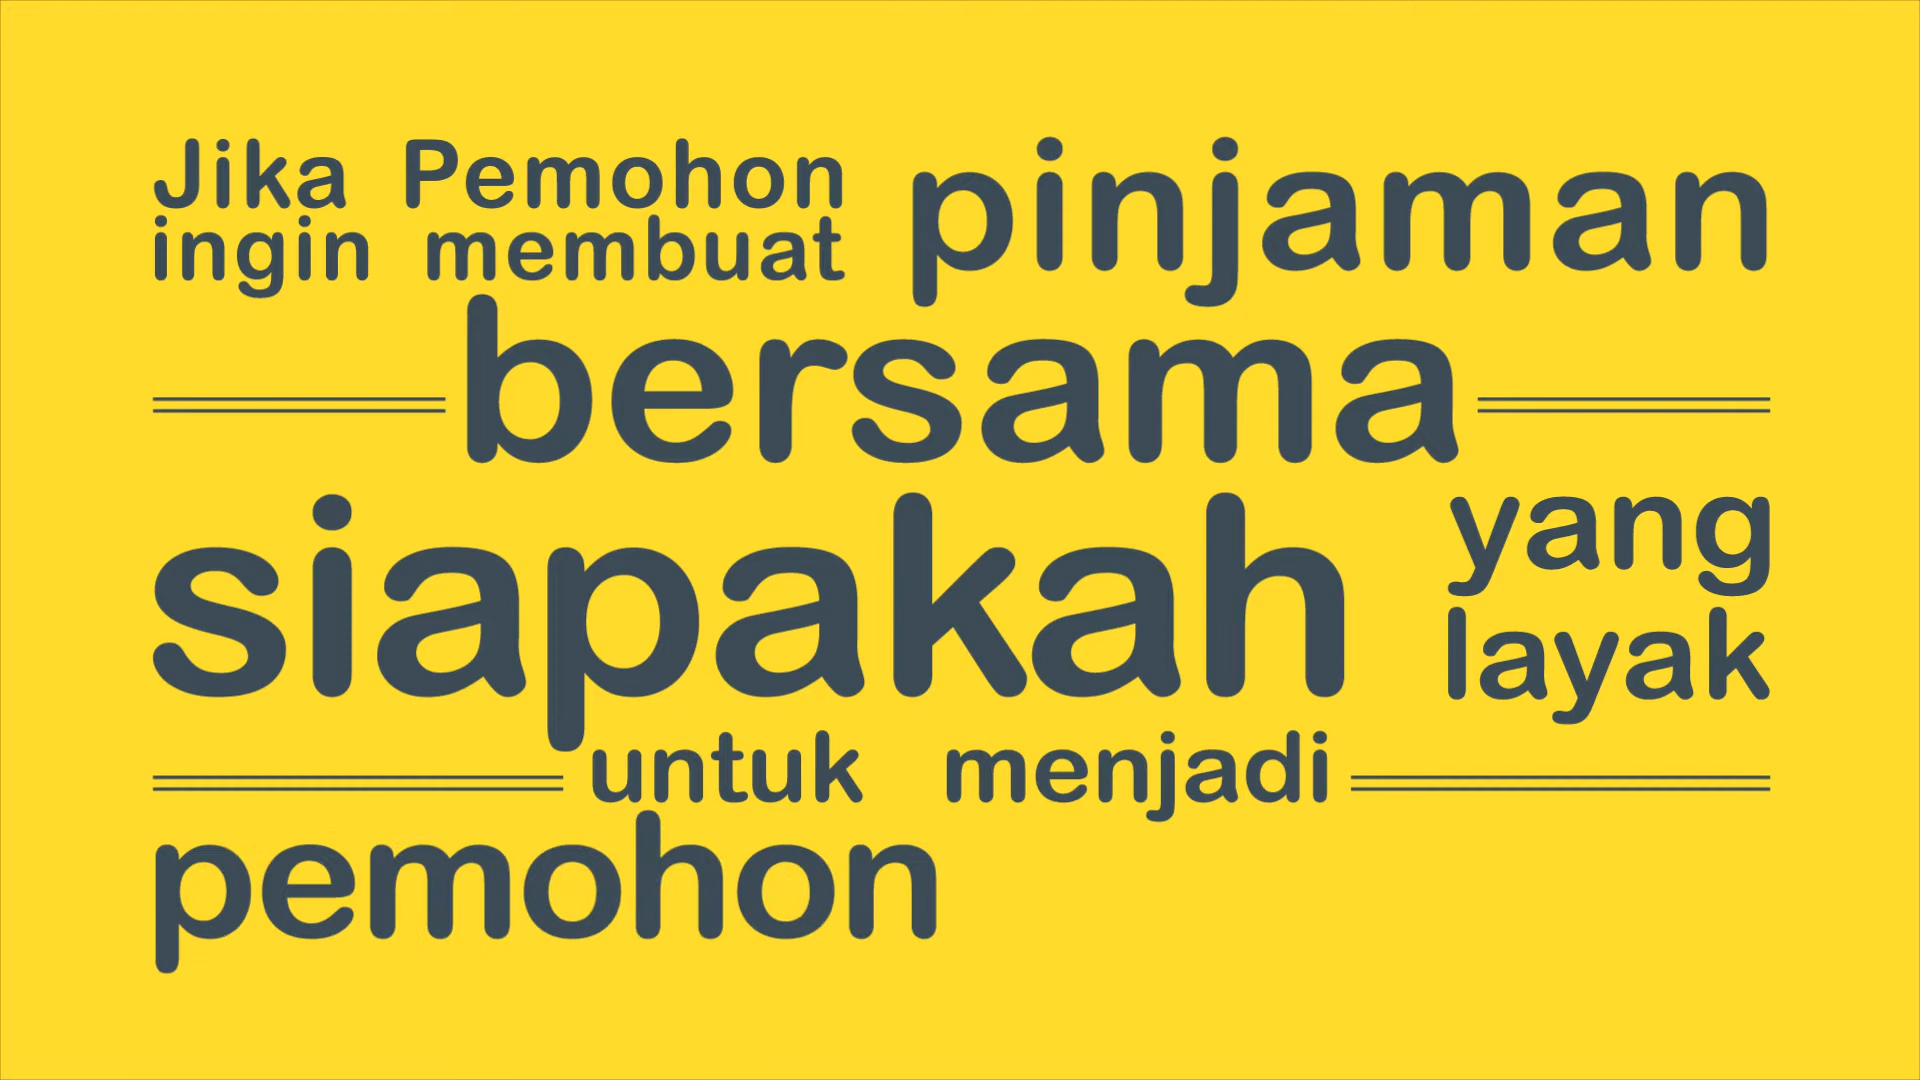 Jika Pemohon
ingin membuat
pinjaman
bersama
siapakah
yang
layak
untuk menjadi
pemohon